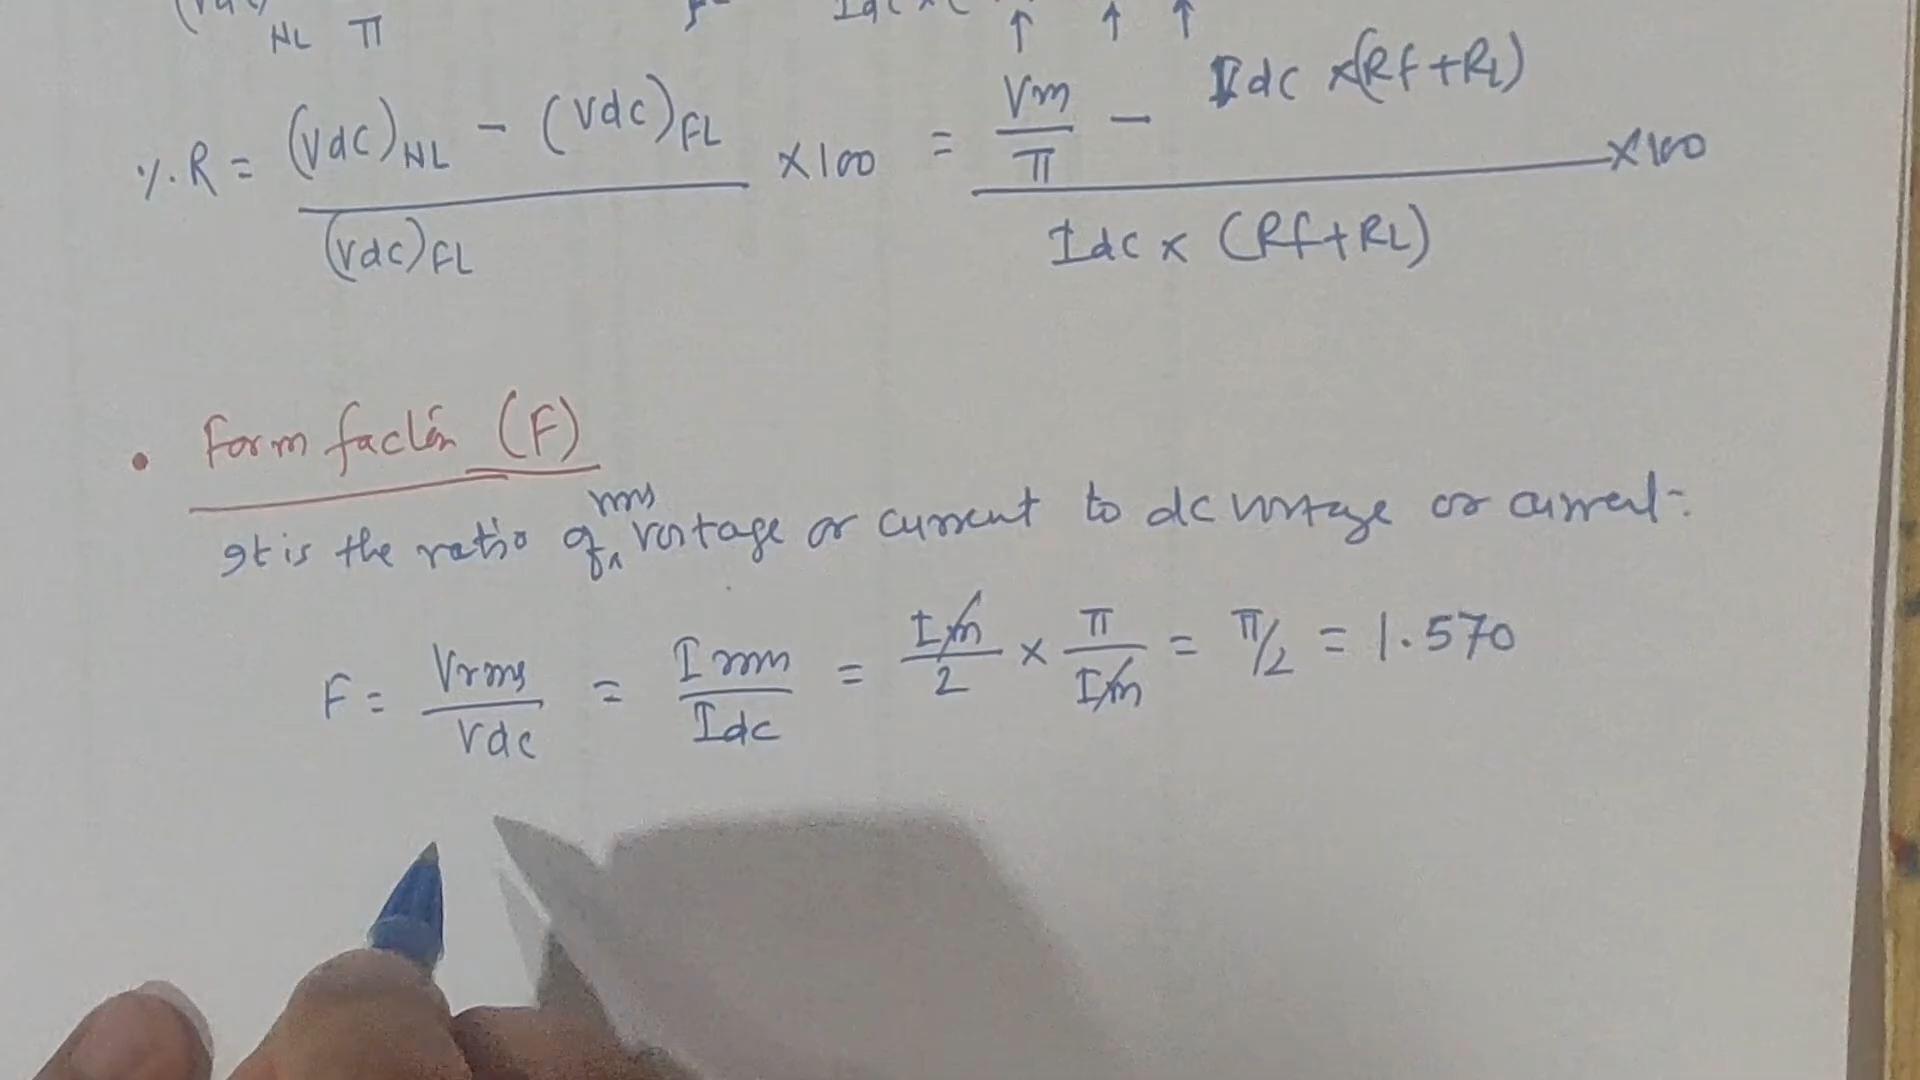 NL π
%R = (Vdc)NL - (Vdc)FL / (Vdc)FL ×100 = Vm/π - Idc ×(Rf+RL) / Idc × (Rf+RL) ×100
• Form factor (F)
It is the ratio of rms voltage or current to dc voltage or current.
F = Vrms/Vdc = Irms/Idc = Im/2 × π/Im = π/2 = 1.570